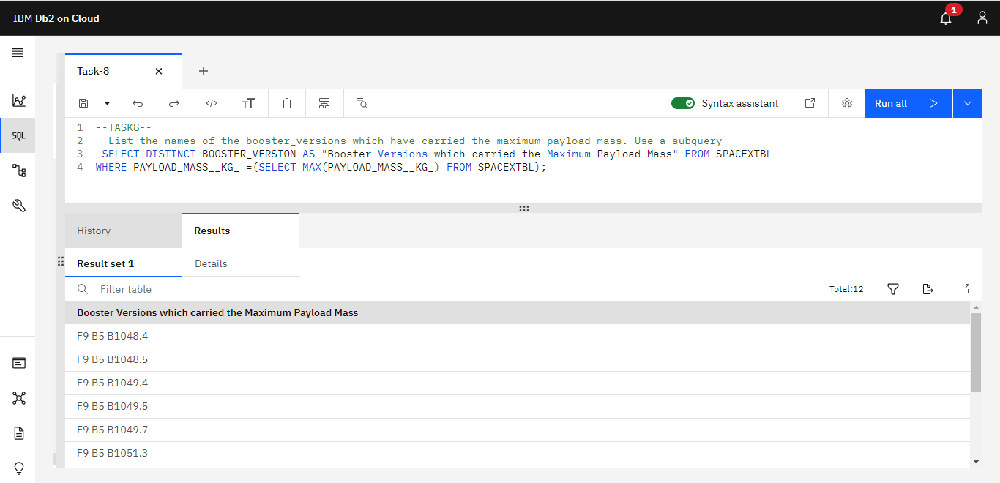 IBM Db2 on Cloud
1
Task-8
Syntax assistant
Run all
SQL
1 --TASK8--
2 --List the names of the booster_versions which have carried the maximum payload mass. Use a subquery--
3 SELECT DISTINCT BOOSTER_VERSION AS "Booster Versions which carried the Maximum Payload Mass" FROM SPACEXTBL
4 WHERE PAYLOAD_MASS__KG_ =(SELECT MAX(PAYLOAD_MASS__KG_) FROM SPACEXTBL);
History Results
Result set 1 Details
Filter table Total:12
Booster Versions which carried the Maximum Payload Mass
F9 B5 B1048.4
F9 B5 B1048.5
F9 B5 B1049.4
F9 B5 B1049.5
F9 B5 B1049.7
F9 B5 B1051.3